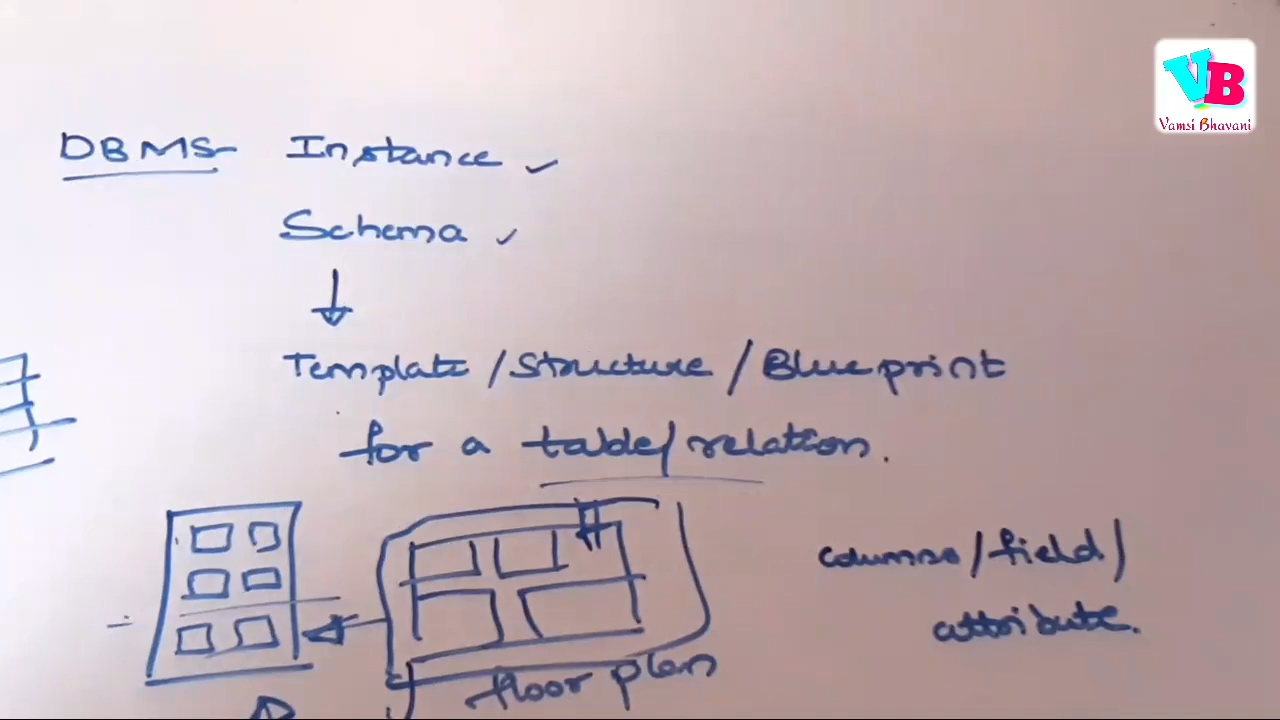 VB
Vamsi Bhavani
DBMS- Instance ✓
Schema ✓
Template / Structure / Blueprint
for a table/ relation.
columns / field /
attribute.
floor plan